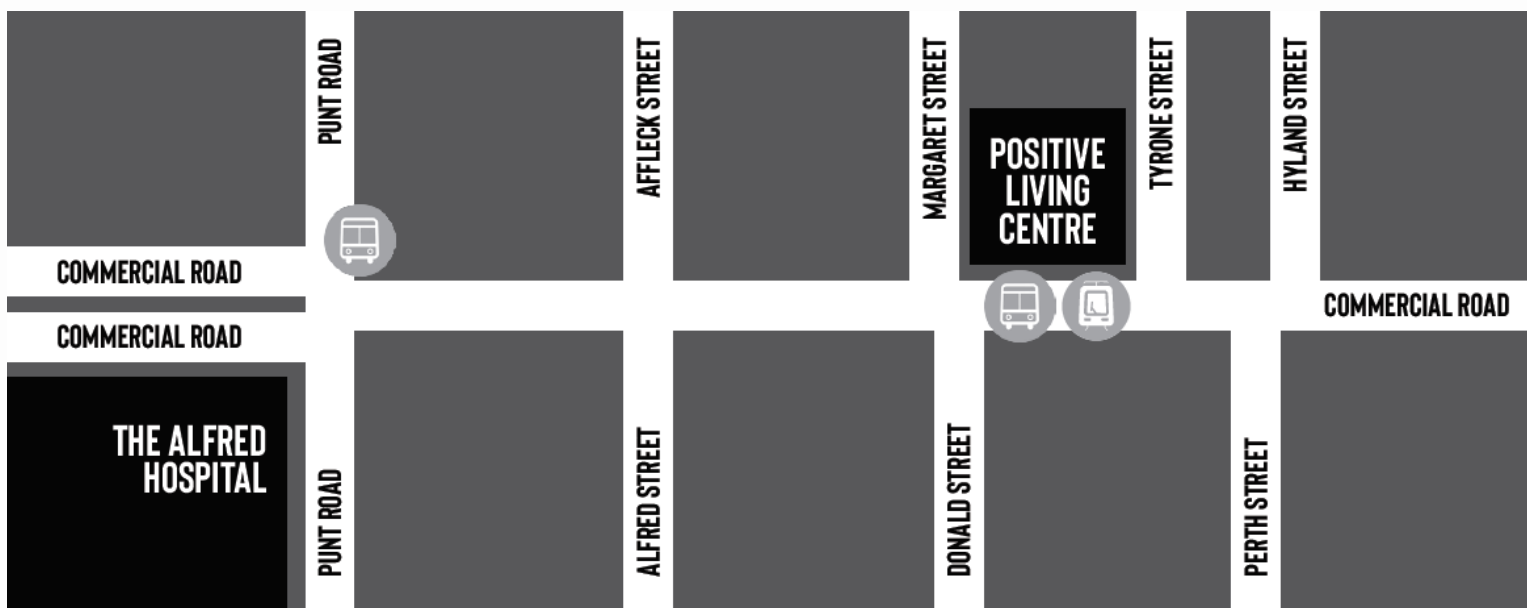 PUNT ROAD
AFFLECK STREET
MARGARET STREET
POSITIVE
LIVING
CENTRE
TYRONE STREET
HYLAND STREET
COMMERCIAL ROAD
COMMERCIAL ROAD
COMMERCIAL ROAD
THE ALFRED
HOSPITAL
PUNT ROAD
ALFRED STREET
DONALD STREET
PERTH STREET